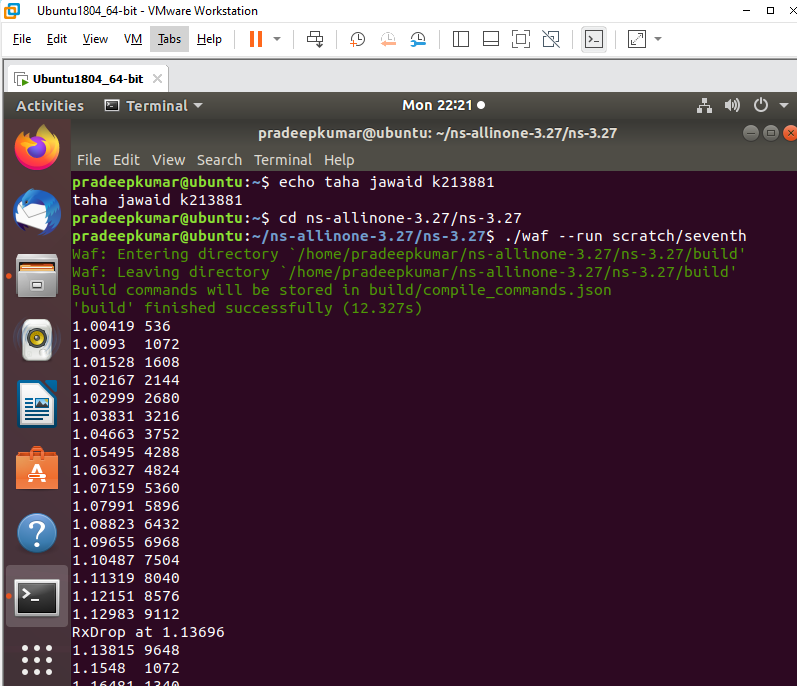 Ubuntu1804_64-bit - VMware Workstation
File Edit View VM Tabs Help
Ubuntu1804_64-bit
Activities Terminal Mon 22:21
pradeepkumar@ubuntu: ~/ns-allinone-3.27/ns-3.27
File Edit View Search Terminal Help
pradeepkumar@ubuntu:~$ echo taha jawaid k213881
taha jawaid k213881
pradeepkumar@ubuntu:~$ cd ns-allinone-3.27/ns-3.27
pradeepkumar@ubuntu:~/ns-allinone-3.27/ns-3.27$ ./waf --run scratch/seventh
Waf: Entering directory `/home/pradeepkumar/ns-allinone-3.27/ns-3.27/build'
Waf: Leaving directory `/home/pradeepkumar/ns-allinone-3.27/ns-3.27/build'
Build commands will be stored in build/compile_commands.json
'build' finished successfully (12.327s)
1.00419 536
1.0093 1072
1.01528 1608
1.02167 2144
1.02999 2680
1.03831 3216
1.04663 3752
1.05495 4288
1.06327 4824
1.07159 5360
1.07991 5896
1.08823 6432
1.09655 6968
1.10487 7504
1.11319 8040
1.12151 8576
1.12983 9112
RxDrop at 1.13696
1.13815 9648
1.1548 1072
1.16481 1340